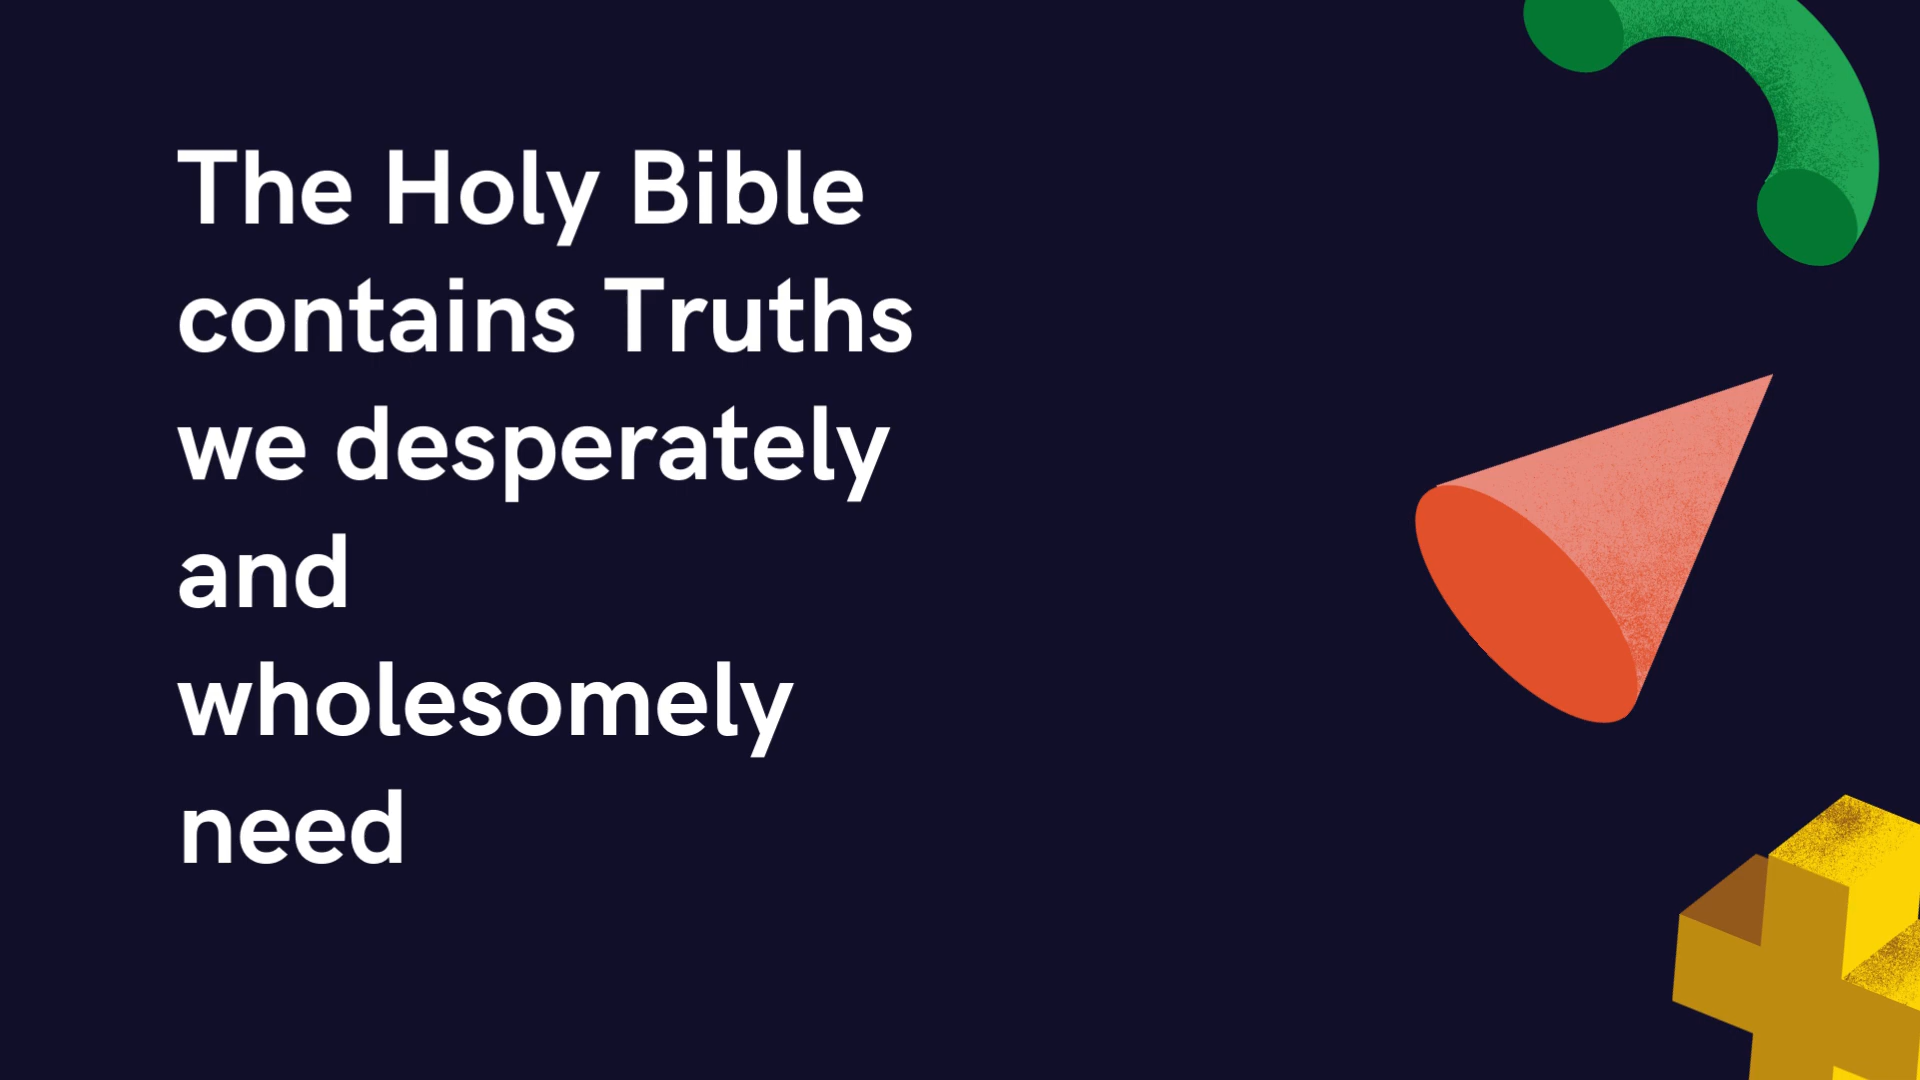 The Holy Bible
contains Truths
we desperately
and
wholesomely
need